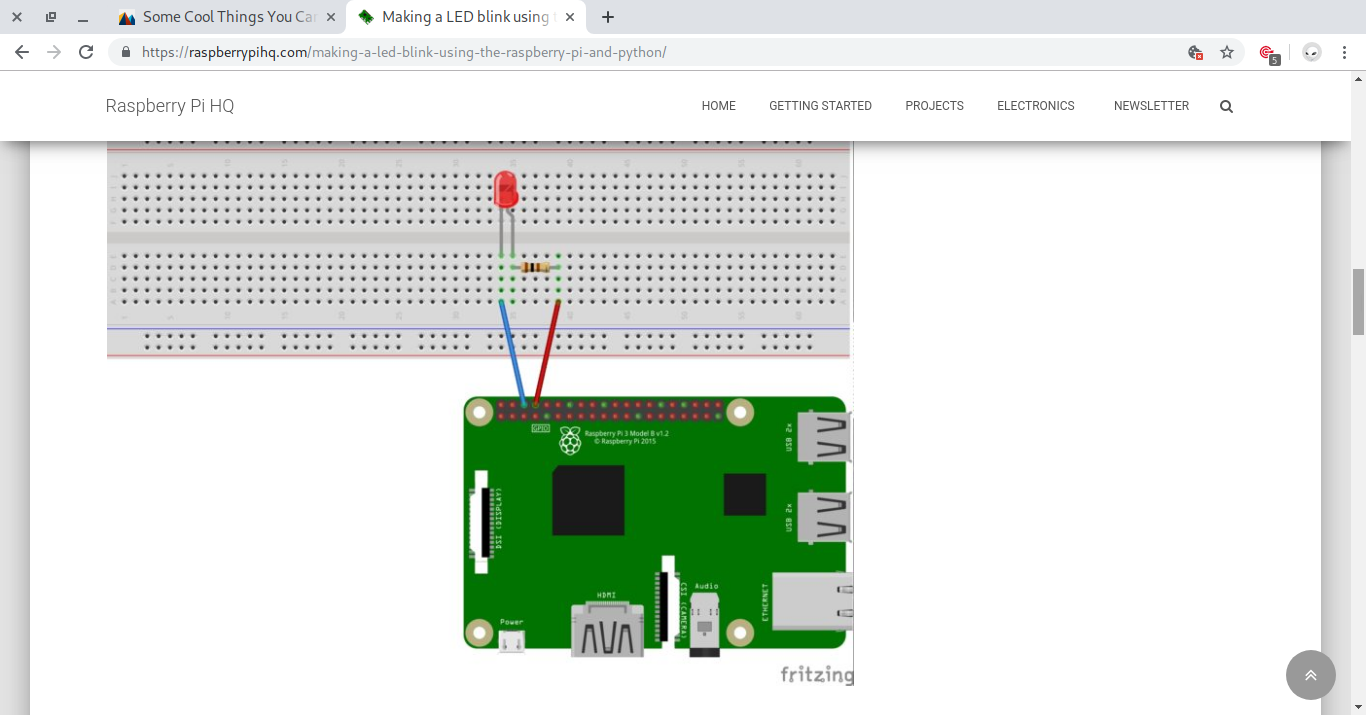 Some Cool Things You Can
Making a LED blink using t
https://raspberrypihq.com/making-a-led-blink-using-the-raspberry-pi-and-python/
5
Raspberry Pi HQ
HOME
GETTING STARTED
PROJECTS
ELECTRONICS
NEWSLETTER
GPIO
Raspberry Pi 3 Model B v1.2
© Raspberry Pi 2015
USB 2x
DSI (DISPLAY)
USB 2x
Power
HDMI
CSI (CAMERA)
Audio
ETHERNET
fritzing